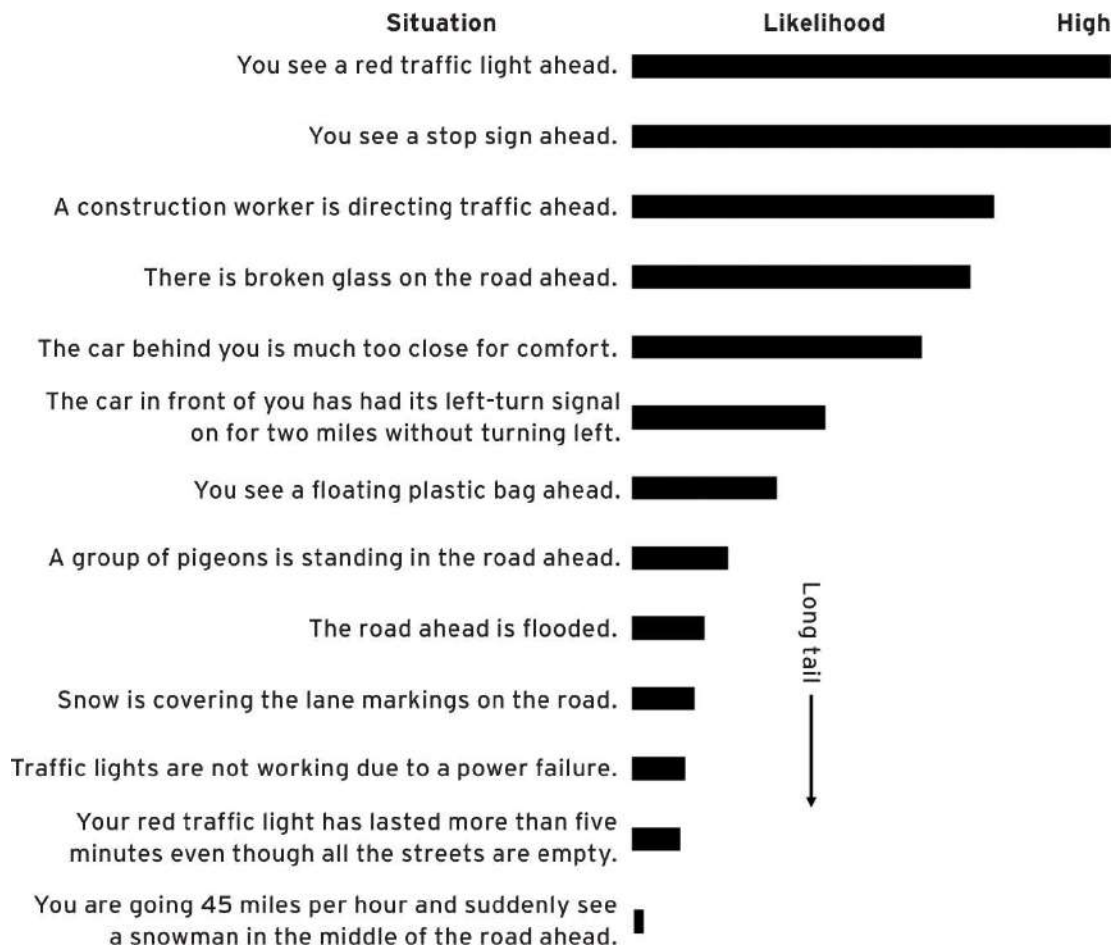 Situation Likelihood High
You see a red traffic light ahead.
You see a stop sign ahead.
A construction worker is directing traffic ahead.
There is broken glass on the road ahead.
The car behind you is much too close for comfort.
The car in front of you has had its left-turn signal
on for two miles without turning left.
You see a floating plastic bag ahead.
A group of pigeons is standing in the road ahead.
The road ahead is flooded.
Snow is covering the lane markings on the road.
Traffic lights are not working due to a power failure.
Your red traffic light has lasted more than five
minutes even though all the streets are empty.
You are going 45 miles per hour and suddenly see
a snowman in the middle of the road ahead.
Long tail